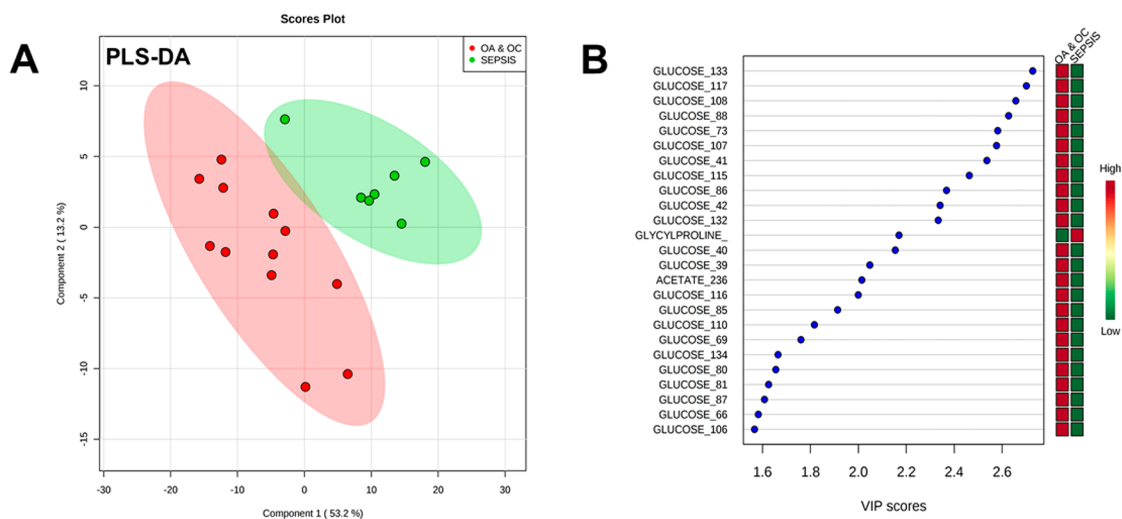 A
Scores Plot
PLS-DA
OA & OC
SEPSIS
Component 2 ( 13.2 %)
10
5
0
-5
-10
-15
-30
-20
-10
0
10
20
30
Component 1 ( 53.2 %)
B
OA & OC
SEPSIS
GLUCOSE_133
GLUCOSE_117
GLUCOSE_108
GLUCOSE_88
GLUCOSE_73
GLUCOSE_107
GLUCOSE_41
GLUCOSE_115
GLUCOSE_86
GLUCOSE_42
GLUCOSE_132
GLYCYLPROLINE_
GLUCOSE_40
GLUCOSE_39
ACETATE_236
GLUCOSE_116
GLUCOSE_85
GLUCOSE_110
GLUCOSE_69
GLUCOSE_134
GLUCOSE_80
GLUCOSE_81
GLUCOSE_87
GLUCOSE_66
GLUCOSE_106
High
Low
1.6
1.8
2.0
2.2
2.4
2.6
VIP scores